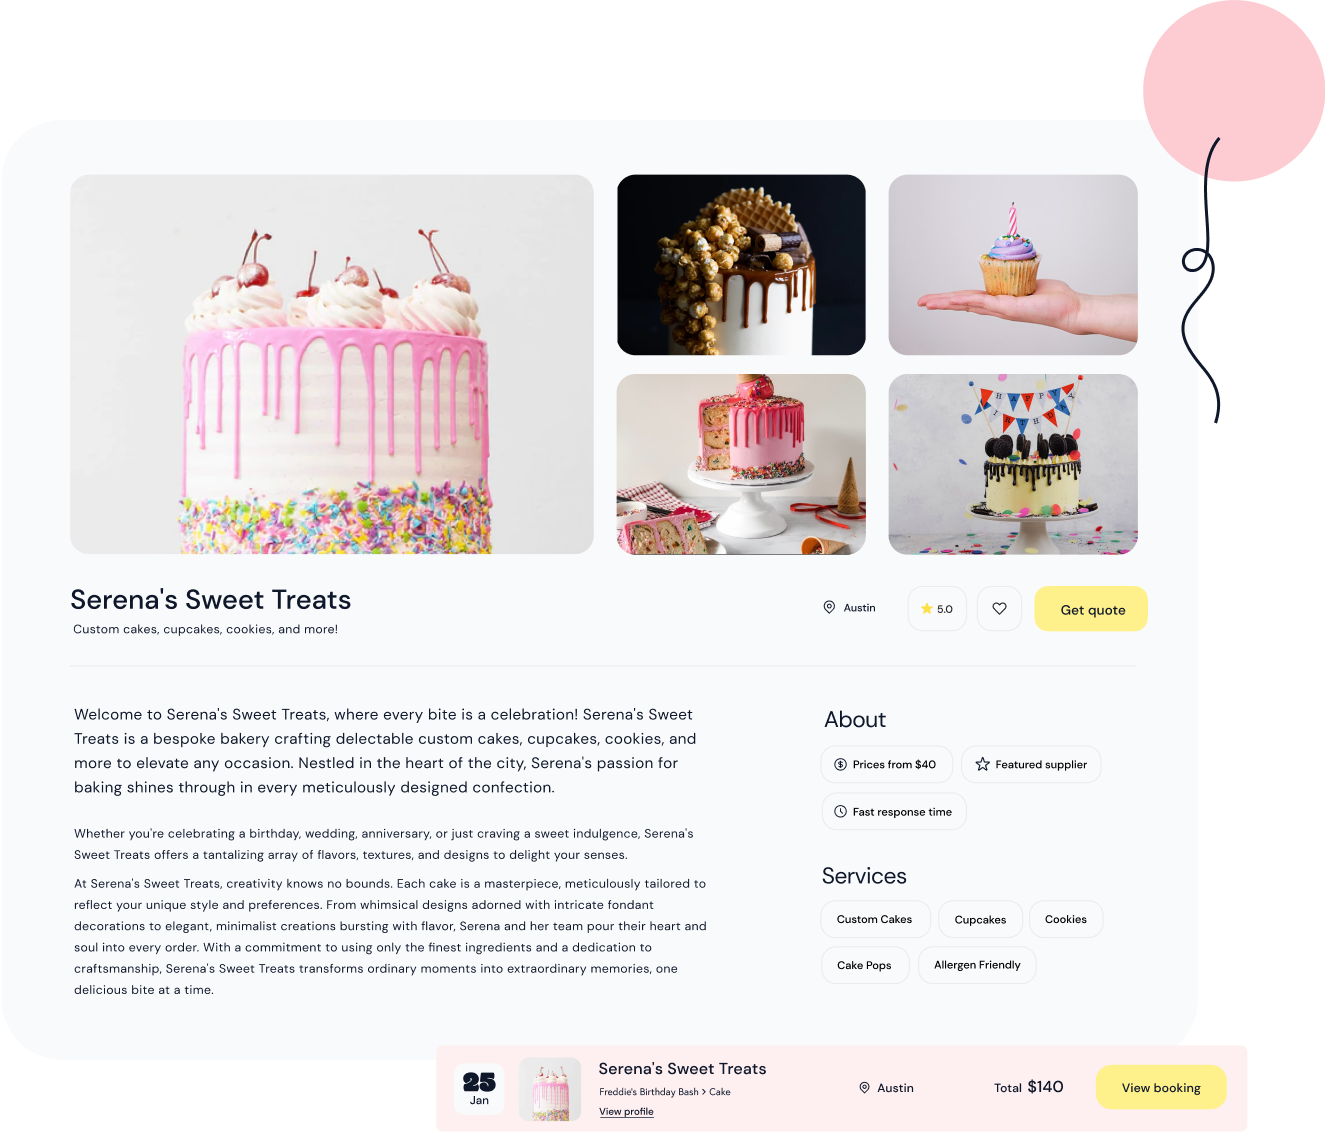 HAPPY
BIRTHDAY
Serena's Sweet Treats
Custom cakes, cupcakes, cookies, and more!
Austin
5.0
Get quote
Welcome to Serena's Sweet Treats, where every bite is a celebration! Serena's Sweet
Treats is a bespoke bakery crafting delectable custom cakes, cupcakes, cookies, and
more to elevate any occasion. Nestled in the heart of the city, Serena's passion for
baking shines through in every meticulously designed confection.
Whether you're celebrating a birthday, wedding, anniversary, or just craving a sweet indulgence, Serena's
Sweet Treats offers a tantalizing array of flavors, textures, and designs to delight your senses.
At Serena's Sweet Treats, creativity knows no bounds. Each cake is a masterpiece, meticulously tailored to
reflect your unique style and preferences. From whimsical designs adorned with intricate fondant
decorations to elegant, minimalist creations bursting with flavor, Serena and her team pour their heart and
soul into every order. With a commitment to using only the finest ingredients and a dedication to
craftsmanship, Serena's Sweet Treats transforms ordinary moments into extraordinary memories, one
delicious bite at a time.
About
Prices from $40
Featured supplier
Fast response time
Services
Custom Cakes
Cupcakes
Cookies
Cake Pops
Allergen Friendly
25
Jan
Serena's Sweet Treats
Freddie's Birthday Bash > Cake
View profile
Austin
Total $140
View booking